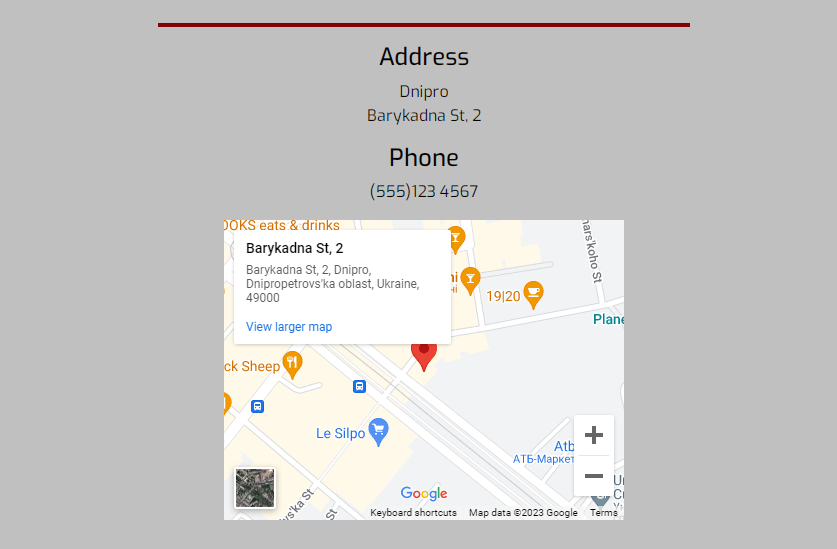 Address
Dnipro
Barykadna St, 2
Phone
(555)123 4567
OOKS eats & drinks
Barykadna St, 2
Barykadna St, 2, Dnipro,
Dnipropetrovs'ka oblast, Ukraine,
49000
View larger map
19|20
Plane
ck Sheep
Le Silpo
Atb
АТБ-Маркет
Google
Keyboard shortcuts
Map data ©2023 Google
Terms